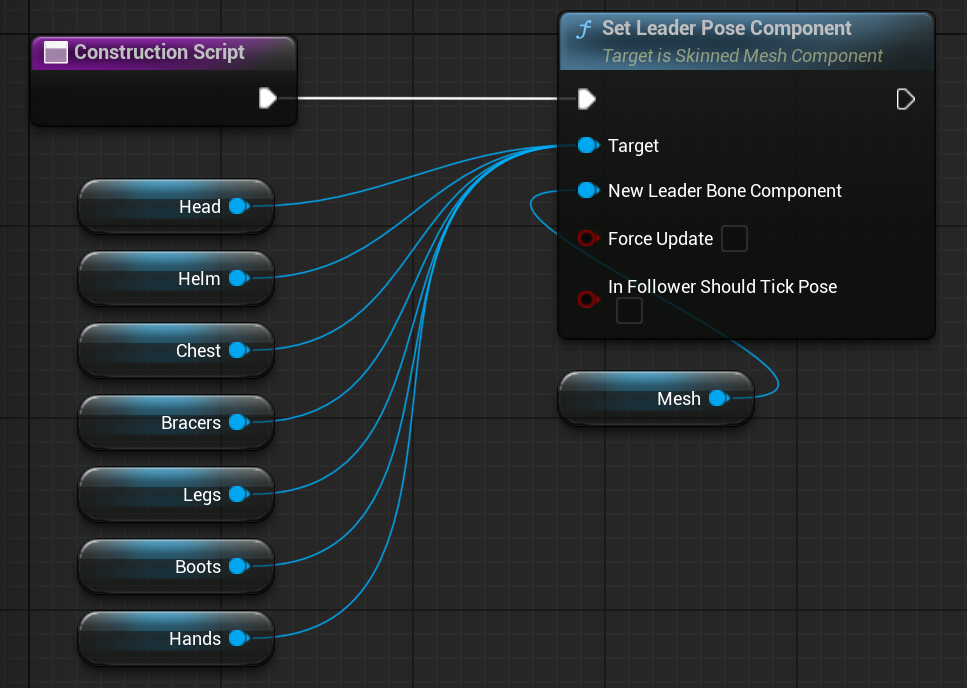 Construction Script
Set Leader Pose Component
Target is Skinned Mesh Component
Target
New Leader Bone Component
Force Update
In Follower Should Tick Pose
Head
Helm
Chest
Bracers
Legs
Boots
Hands
Mesh